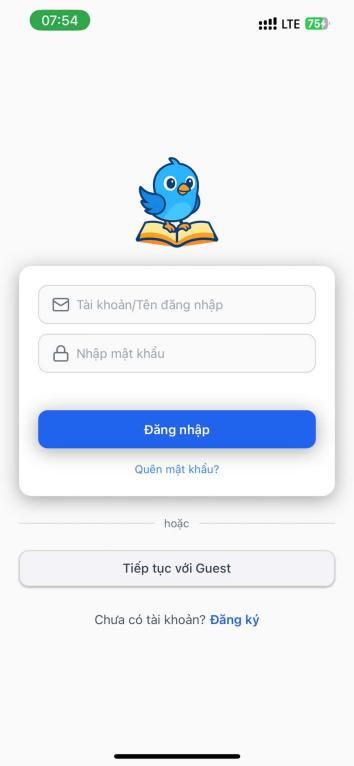 07:54
LTE 75
Tài khoản/Tên đăng nhập
Nhập mật khẩu
Đăng nhập
Quên mật khẩu?
hoặc
Tiếp tục với Guest
Chưa có tài khoản? Đăng ký